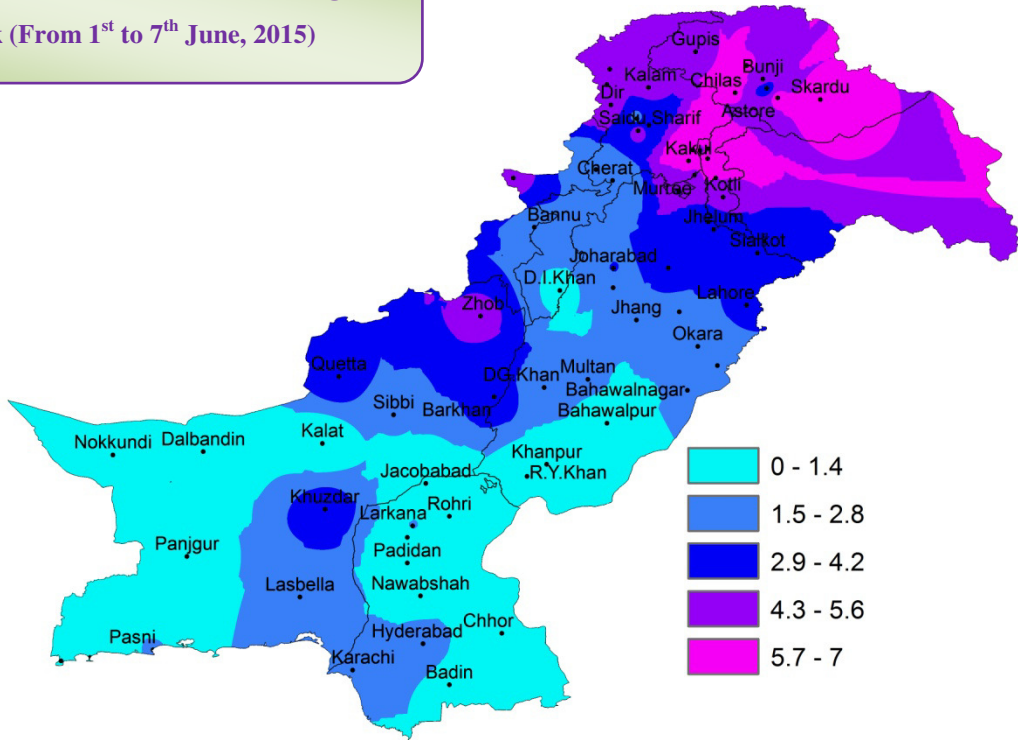 (From 1st to 7th June, 2015)
Gupis
Bunji
Kalam
Chilas
Skardu
Dir
Astore
Saidu Sharif
Kakul
Cherat
Murree
Kotli
Bannu
Jhelum
Sialkot
Joharabad
D.I.Khan
Lahore
Zhob
Jhang
Okara
Quetta
Multan
DG.Khan
Bahawalnagar
Sibbi
Barkhan
Bahawalpur
Nokkundi
Dalbandin
Kalat
Khanpur
Jacobabad
R.Y.Khan
Khuzdar
Rohri
Larkana
Panjgur
Padidan
Lasbella
Nawabshah
Chhor
Pasni
Hyderabad
Karachi
Badin
0 - 1.4
1.5 - 2.8
2.9 - 4.2
4.3 - 5.6
5.7 - 7